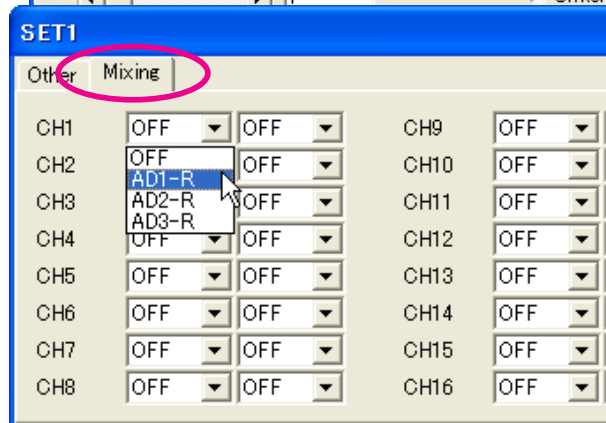 SET1
Other Mixing
CH1 OFF OFF CH9 OFF
OFF
CH2 OFF CH10 OFF
AD1-R
CH3 AD2-R OFF CH11 OFF
AD3-R
CH4 OFF OFF CH12 OFF
CH5 OFF OFF CH13 OFF
CH6 OFF OFF CH14 OFF
CH7 OFF OFF CH15 OFF
CH8 OFF OFF CH16 OFF